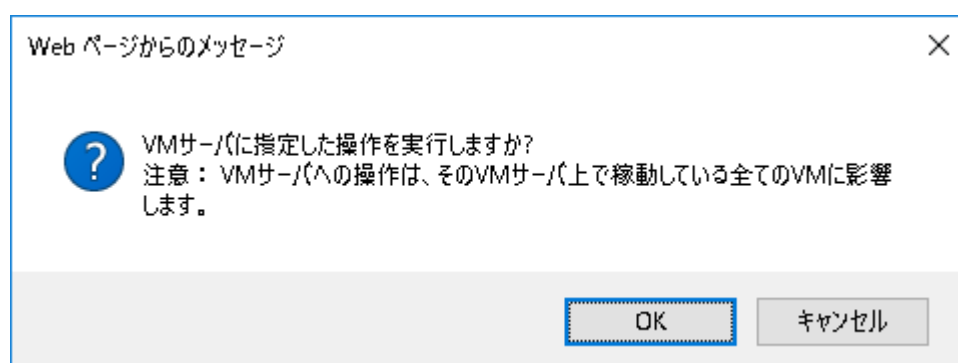 Web ページからのメッセージ
VMサーバに指定した操作を実行しますか?
注意： VMサーバへの操作は、そのVMサーバ上で稼動している全てのVMに影響
します。
OK
キャンセル